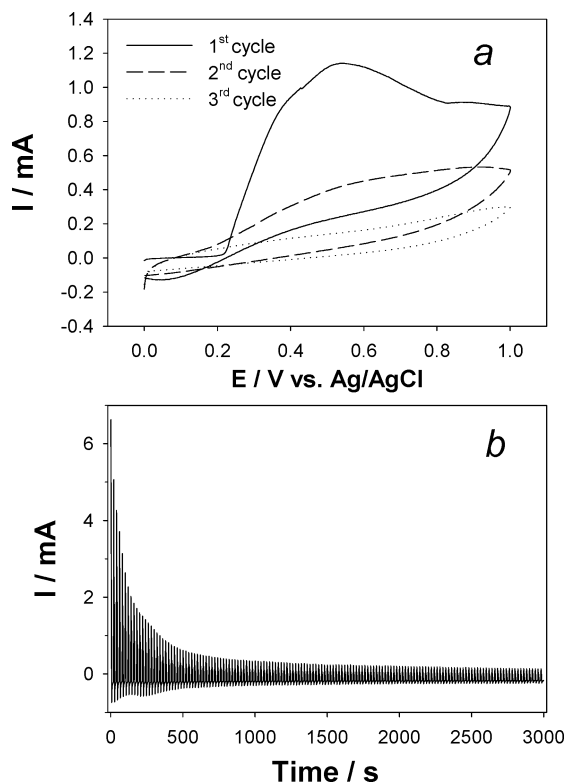 a
1st cycle
2nd cycle
3rd cycle
I / mA
1.4
1.2
1.0
0.8
0.6
0.4
0.2
0.0
-0.2
-0.4
0.0 0.2 0.4 0.6 0.8 1.0
E / V vs. Ag/AgCl
b
I / mA
6
4
2
0
0 500 1000 1500 2000 2500 3000
Time / s